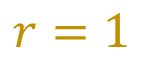 r = 1